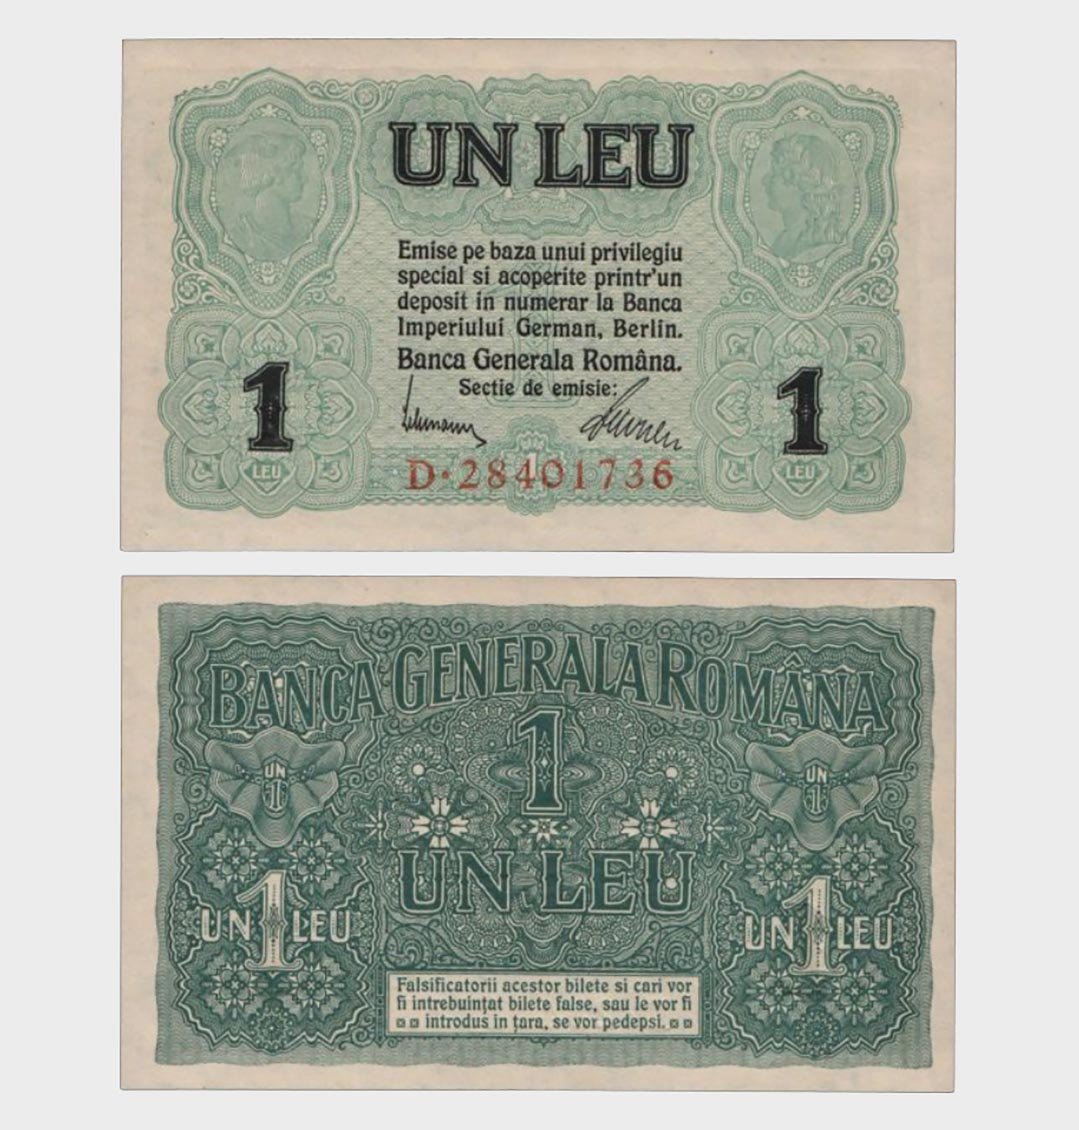 UN LEU
Emise pe baza unui privilegiu
special si acoperite printr'un
deposit in numerar la Banca
Imperiului German, Berlin.
Banca Generala Româna.
Sectie de emisie:
1
1
LEU
1
LEU
D·28401736
BANCA GENERALA ROMÂNA
1
UN
1
UN
1
UN LEU
UN 1 LEU
UN 1 LEU
Falsificatorii acestor bilete si cari vor
fi intrebuințat bilete false, sau le vor fi
introdus in țara, se vor pedepsi.